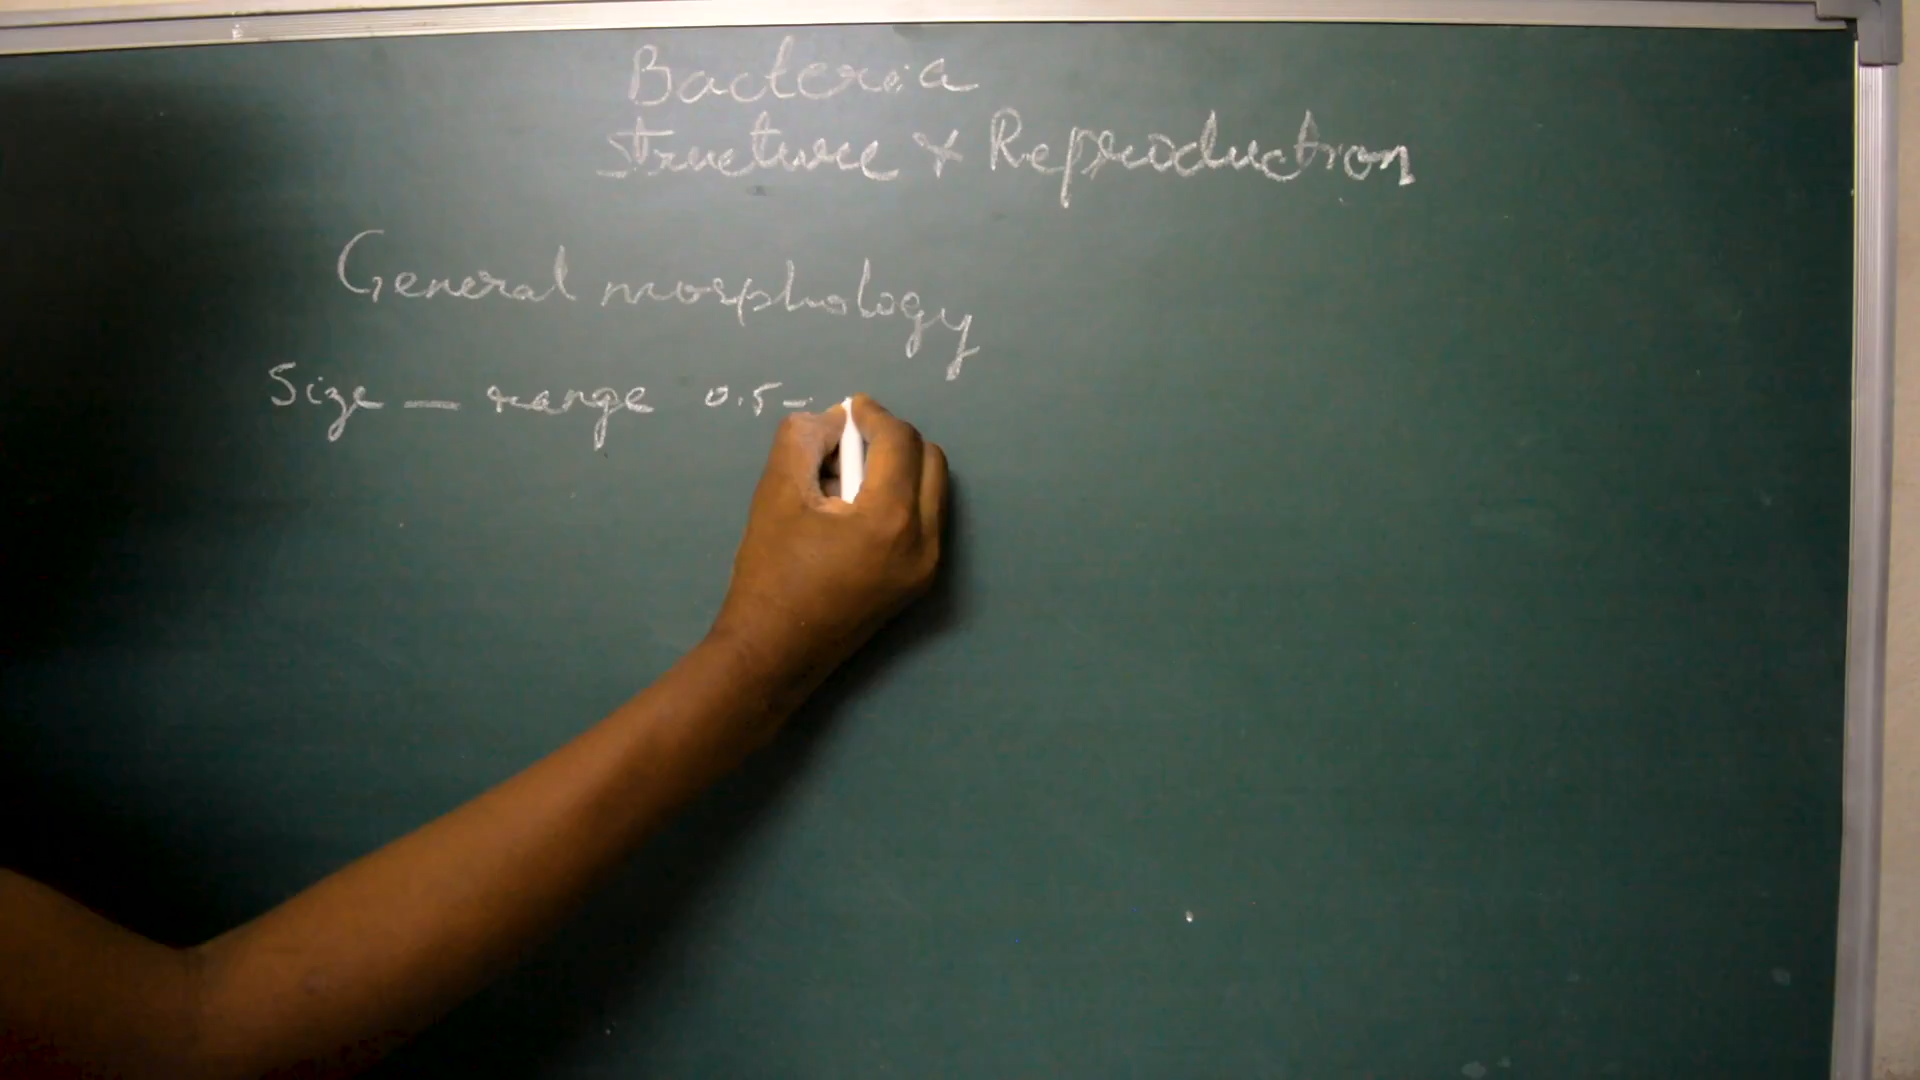 Bacteria
Structure & Reproduction
General morphology
Size — range 0.5 -